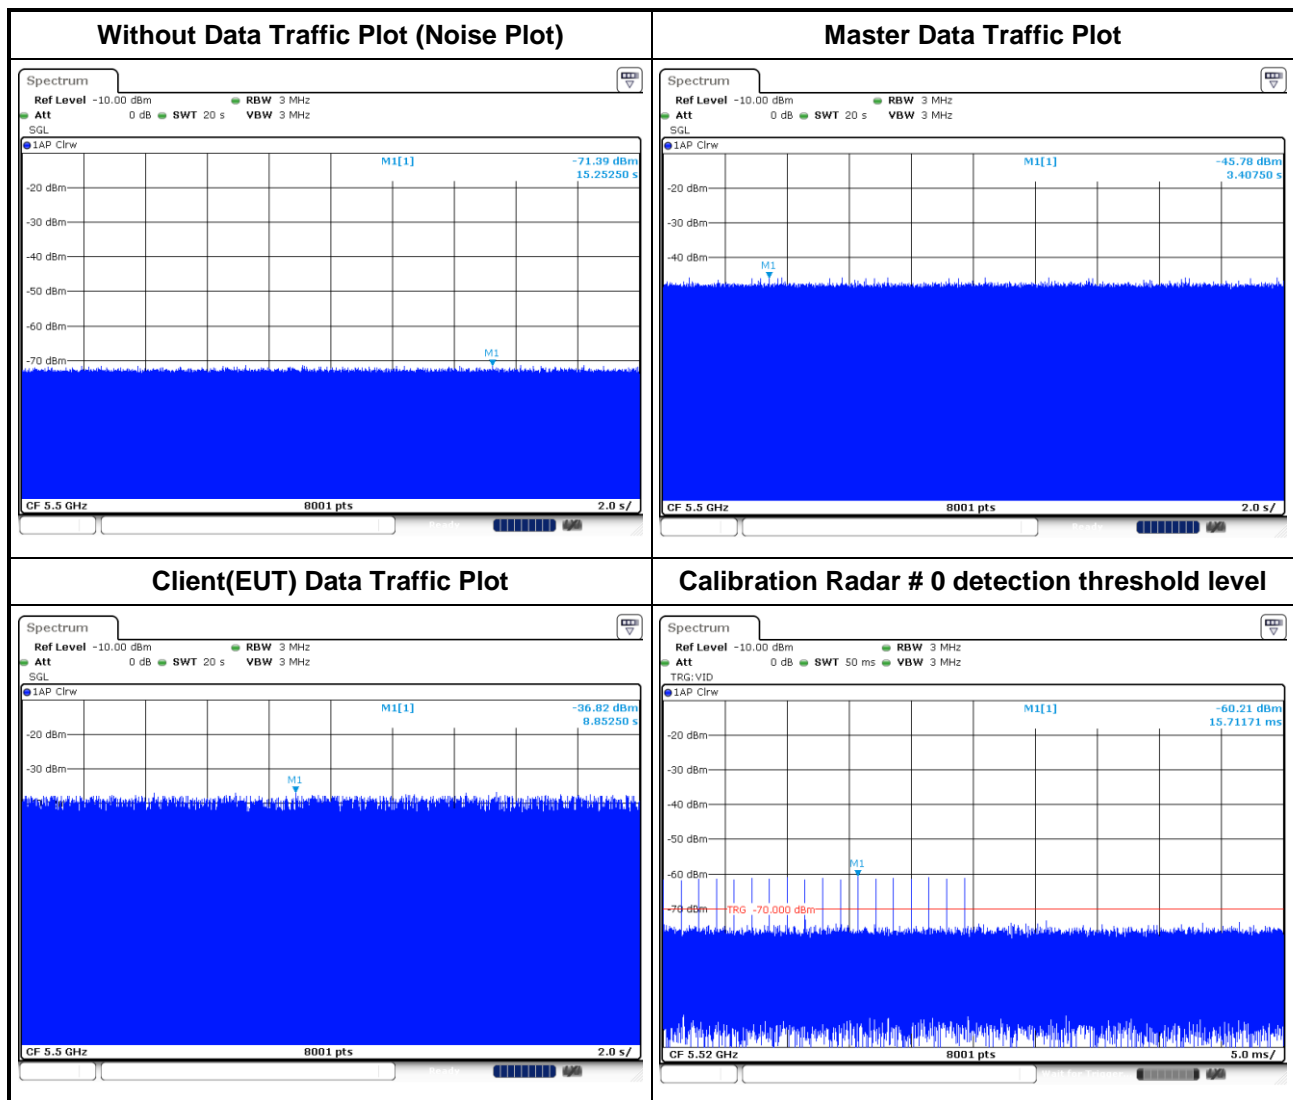 Without Data Traffic Plot (Noise Plot)
Spectrum
Ref Level -10.00 dBm RBW 3 MHz
Att 0 dB SWT 20 s VBW 3 MHz
SGL
1AP Clrw
M1[1] -71.39 dBm
15.25250 s
-20 dBm
-30 dBm
-40 dBm
-50 dBm
-60 dBm
M1
-70 dBm
CF 5.5 GHz 8001 pts 2.0 s/
Ready
Master Data Traffic Plot
Spectrum
Ref Level -10.00 dBm RBW 3 MHz
Att 0 dB SWT 20 s VBW 3 MHz
SGL
1AP Clrw
M1[1] -45.78 dBm
3.40750 s
-20 dBm
-30 dBm
-40 dBm
M1
CF 5.5 GHz 8001 pts 2.0 s/
Ready
Client(EUT) Data Traffic Plot
Spectrum
Ref Level -10.00 dBm RBW 3 MHz
Att 0 dB SWT 20 s VBW 3 MHz
SGL
1AP Clrw
M1[1] -36.82 dBm
8.85250 s
-20 dBm
-30 dBm
M1
CF 5.5 GHz 8001 pts 2.0 s/
Ready
Calibration Radar # 0 detection threshold level
Spectrum
Ref Level -10.00 dBm RBW 3 MHz
Att 0 dB SWT 50 ms VBW 3 MHz
TRG:VID
1AP Clrw
M1[1] -60.21 dBm
15.71171 ms
-20 dBm
-30 dBm
-40 dBm
-50 dBm
M1
-60 dBm
-70 dBm TRG -70.000 dBm
CF 5.52 GHz 8001 pts 5.0 ms/
Wait for Trigger